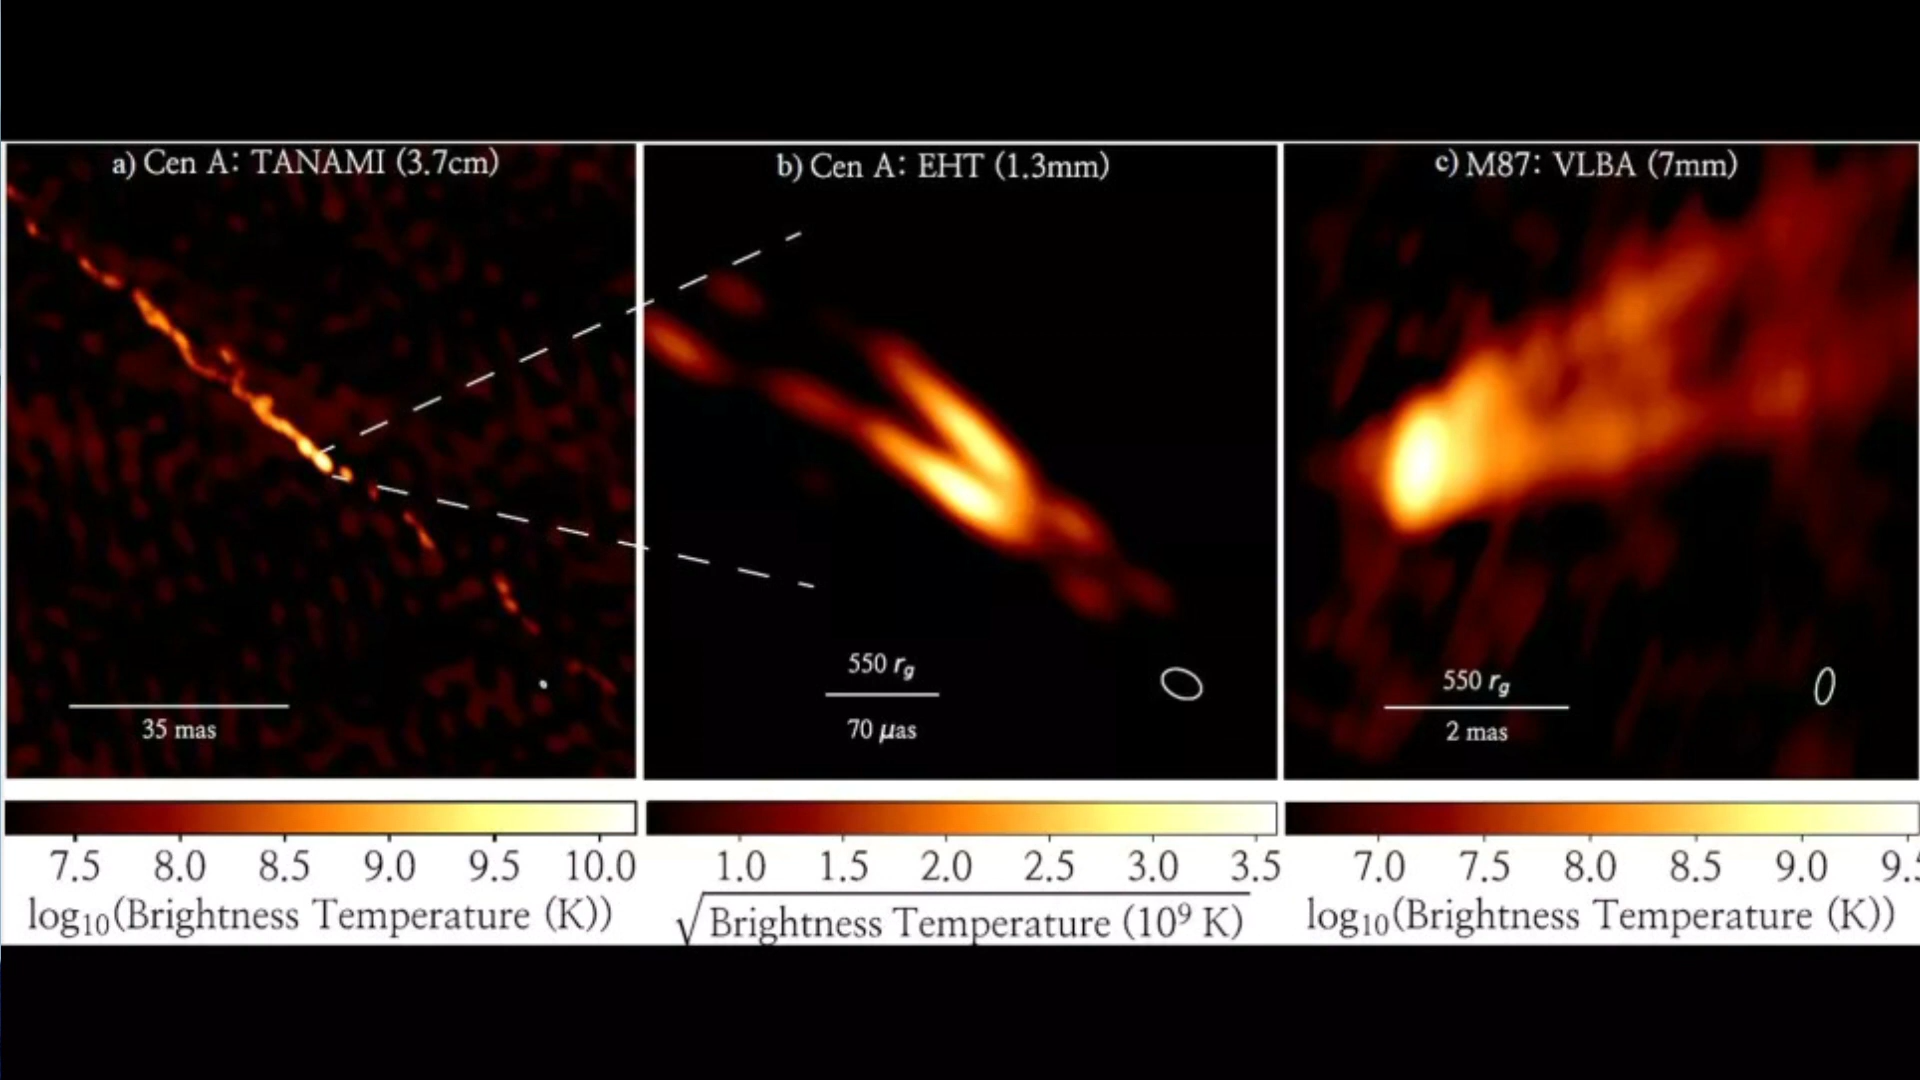 a) Cen A: TANAMI (3.7cm)
35 mas
7.5 8.0 8.5 9.0 9.5 10.0
log₁₀(Brightness Temperature (K))
b) Cen A: EHT (1.3mm)
550 r_g
70 μas
1.0 1.5 2.0 2.5 3.0 3.5
√Brightness Temperature (10⁹ K)
c) M87: VLBA (7mm)
550 r_g
2 mas
7.0 7.5 8.0 8.5 9.0 9.5
log₁₀(Brightness Temperature (K))